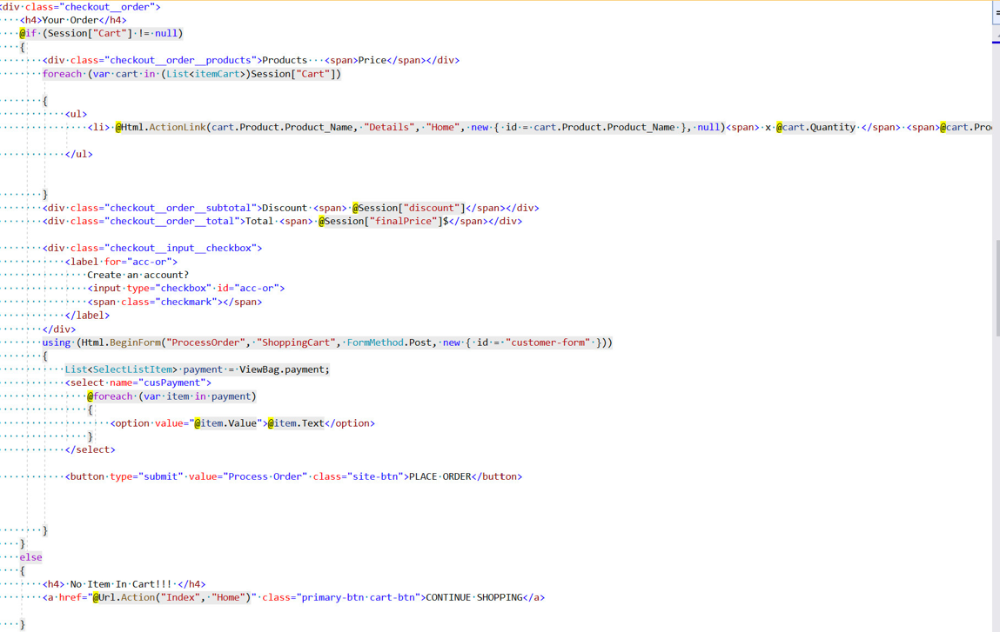 <div class="checkout__order">
<h4>Your Order</h4>
@if (Session["Cart"] != null)
{
<div class="checkout__order__products">Products   <span>Price</span></div>
foreach (var cart in (List<itemCart>)Session["Cart"])
{
<ul>
<li> @Html.ActionLink(cart.Product.Product_Name, "Details", "Home", new { id = cart.Product.Product_Name }, null)<span> x @cart.Quantity </span> <span>@cart.Pro
</ul>
}
<div class="checkout__order__subtotal">Discount <span> @Session["discount"]</span></div>
<div class="checkout__order__total">Total <span> @Session["finalPrice"]$</span></div>
<div class="checkout__input__checkbox">
<label for="acc-or">
Create an account?
<input type="checkbox" id="acc-or">
<span class="checkmark"></span>
</label>
</div>
using (Html.BeginForm("ProcessOrder", "ShoppingCart", FormMethod.Post, new { id = "customer-form" }))
{
List<SelectListItem> payment = ViewBag.payment;
<select name="cusPayment">
@foreach (var item in payment)
{
<option value="@item.Value">@item.Text</option>
}
</select>
<button type="submit" value="Process Order" class="site-btn">PLACE ORDER</button>
}
}
else
{
<h4> No Item In Cart!!! </h4>
<a href="@Url.Action("Index", "Home")" class="primary-btn cart-btn">CONTINUE SHOPPING</a>
}